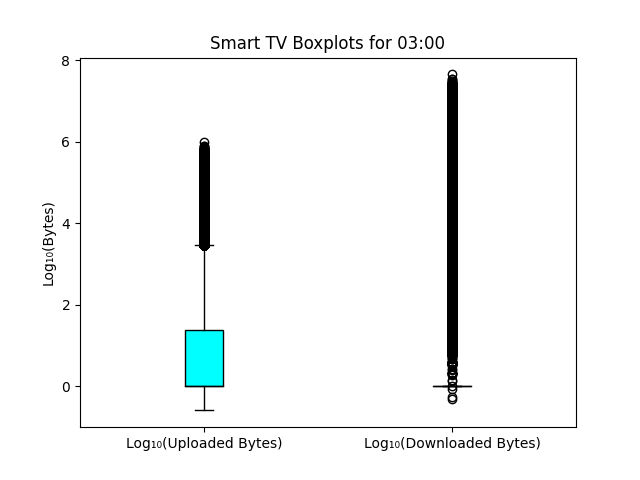 Smart TV Boxplots for 03:00
Log₁₀(Bytes)
8
6
4
2
0
Log₁₀(Uploaded Bytes)
Log₁₀(Downloaded Bytes)